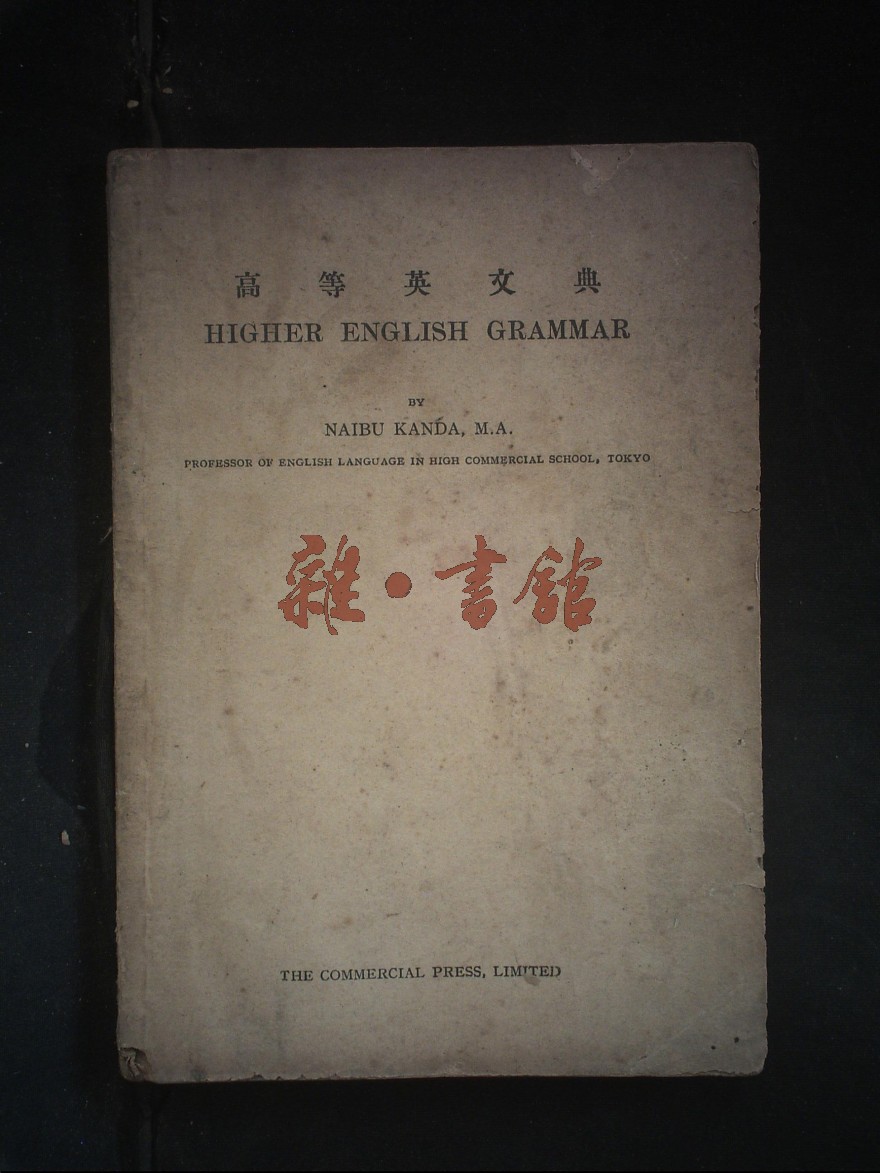 高等英文典
HIGHER ENGLISH GRAMMAR
BY
NAIBU KANDA, M.A.
PROFESSOR OF ENGLISH LANGUAGE IN HIGH COMMERCIAL SCHOOL, TOKYO
雜·書館
THE COMMERCIAL PRESS, LIMITED